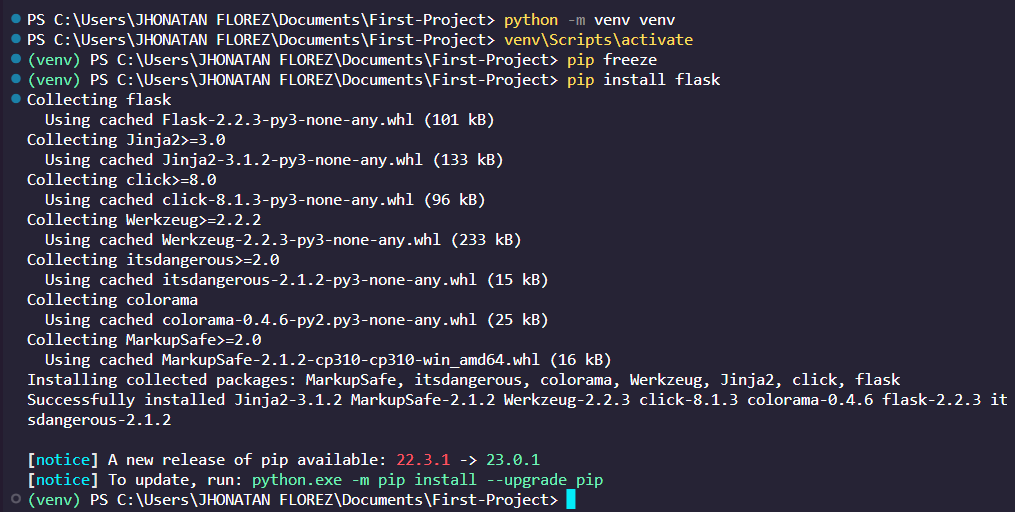 PS C:\Users\JHONATAN FLOREZ\Documents\First-Project> python -m venv venv
PS C:\Users\JHONATAN FLOREZ\Documents\First-Project> venv\Scripts\activate
(venv) PS C:\Users\JHONATAN FLOREZ\Documents\First-Project> pip freeze
(venv) PS C:\Users\JHONATAN FLOREZ\Documents\First-Project> pip install flask
Collecting flask
  Using cached Flask-2.2.3-py3-none-any.whl (101 kB)
Collecting Jinja2>=3.0
  Using cached Jinja2-3.1.2-py3-none-any.whl (133 kB)
Collecting click>=8.0
  Using cached click-8.1.3-py3-none-any.whl (96 kB)
Collecting Werkzeug>=2.2.2
  Using cached Werkzeug-2.2.3-py3-none-any.whl (233 kB)
Collecting itsdangerous>=2.0
  Using cached itsdangerous-2.1.2-py3-none-any.whl (15 kB)
Collecting colorama
  Using cached colorama-0.4.6-py2.py3-none-any.whl (25 kB)
Collecting MarkupSafe>=2.0
  Using cached MarkupSafe-2.1.2-cp310-cp310-win_amd64.whl (16 kB)
Installing collected packages: MarkupSafe, itsdangerous, colorama, Werkzeug, Jinja2, click, flask
Successfully installed Jinja2-3.1.2 MarkupSafe-2.1.2 Werkzeug-2.2.3 click-8.1.3 colorama-0.4.6 flask-2.2.3 it
sdangerous-2.1.2
[notice] A new release of pip available: 22.3.1 -> 23.0.1
[notice] To update, run: python.exe -m pip install --upgrade pip
(venv) PS C:\Users\JHONATAN FLOREZ\Documents\First-Project>